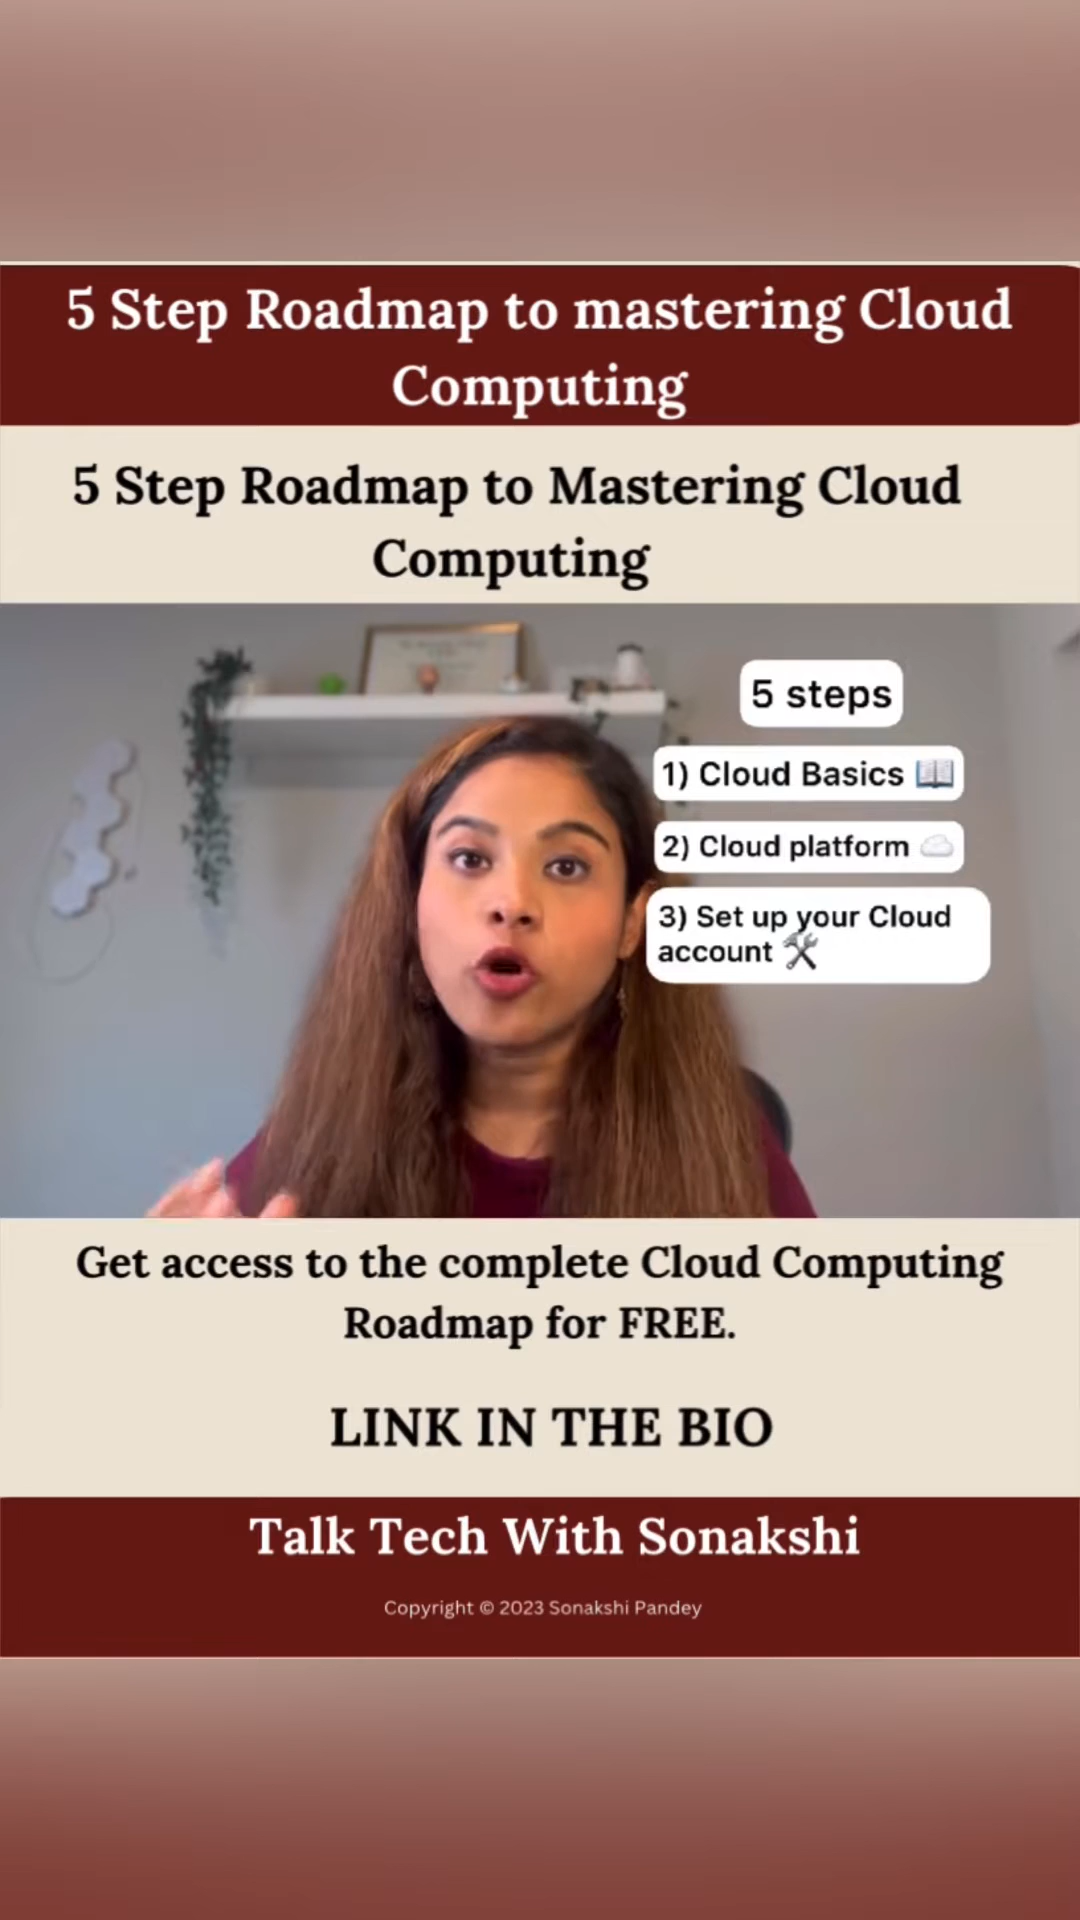 5 Step Roadmap to mastering Cloud
Computing
5 Step Roadmap to Mastering Cloud
Computing
5 steps
1) Cloud Basics 📖
2) Cloud platform ☁️
3) Set up your Cloud
account 🛠️
Get access to the complete Cloud Computing
Roadmap for FREE.
LINK IN THE BIO
Talk Tech With Sonakshi
Copyright © 2023 Sonakshi Pandey